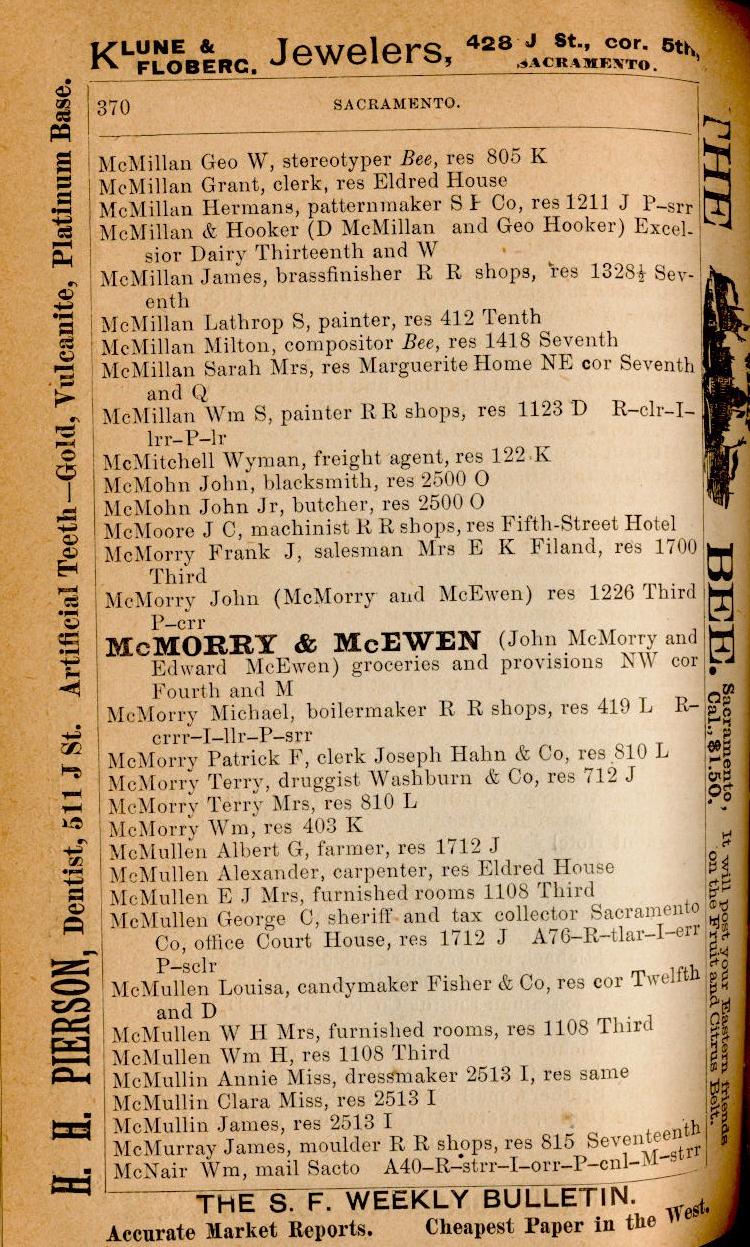 KLUNE & FLOBERG. Jewelers, 428 J St., cor. 5th, SACRAMENTO.
370 SACRAMENTO.
McMillan Geo W, stereotyper Bee, res 805 K
McMillan Grant, clerk, res Eldred House
McMillan Hermans, patternmaker S F Co, res 1211 J P–srr
McMillan & Hooker (D McMillan and Geo Hooker) Excel-
sior Dairy Thirteenth and W
McMillan James, brassfinisher R R shops, res 1328½ Sev-
enth
McMillan Lathrop S, painter, res 412 Tenth
McMillan Milton, compositor Bee, res 1418 Seventh
McMillan Sarah Mrs, res Marguerite Home NE cor Seventh
and Q
McMillan Wm S, painter R R shops, res 1123 D R–clr–I–
lrr–P–lr
McMitchell Wyman, freight agent, res 122 K
McMohn John, blacksmith, res 2500 O
McMohn John Jr, butcher, res 2500 O
McMoore J C, machinist R R shops, res Fifth-Street Hotel
McMorry Frank J, salesman Mrs E K Filand, res 1700
Third
McMorry John (McMorry and McEwen) res 1226 Third
P–crr
McMORRY & McEWEN (John McMorry and
Edward McEwen) groceries and provisions NW cor
Fourth and M
McMorry Michael, boilermaker R R shops, res 419 L R–
crrr–I–llr–P–srr
McMorry Patrick F, clerk Joseph Hahn & Co, res 810 L
McMorry Terry, druggist Washburn & Co, res 712 J
McMorry Terry Mrs, res 810 L
McMorry Wm, res 403 K
McMullen Albert G, farmer, res 1712 J
McMullen Alexander, carpenter, res Eldred House
McMullen E J Mrs, furnished rooms 1108 Third
McMullen George C, sheriff and tax collector Sacramento
Co, office Court House, res 1712 J A76–R–tlar–I–err
P–sclr
McMullen Louisa, candymaker Fisher & Co, res cor Twelfth
and D
McMullen W H Mrs, furnished rooms, res 1108 Third
McMullen Wm H, res 1108 Third
McMullin Annie Miss, dressmaker 2513 I, res same
McMullin Clara Miss, res 2513 I
McMullin James, res 2513 I
McMurray James, moulder R R shops, res 815 Seventeenth
McNair Wm, mail Sacto A40–R–strr–I–orr–P–cnl–M–strr
THE S. F. WEEKLY BULLETIN.
Accurate Market Reports. Cheapest Paper in the West.
H. H. PIERSON, Dentist, 511 J St. Artificial Teeth—Gold, Vulcanite, Platinum Base.
THE BEE.
Sacramento, It will post your Eastern friends
Cal., $1.50. on the Fruit and Citrus Belt.